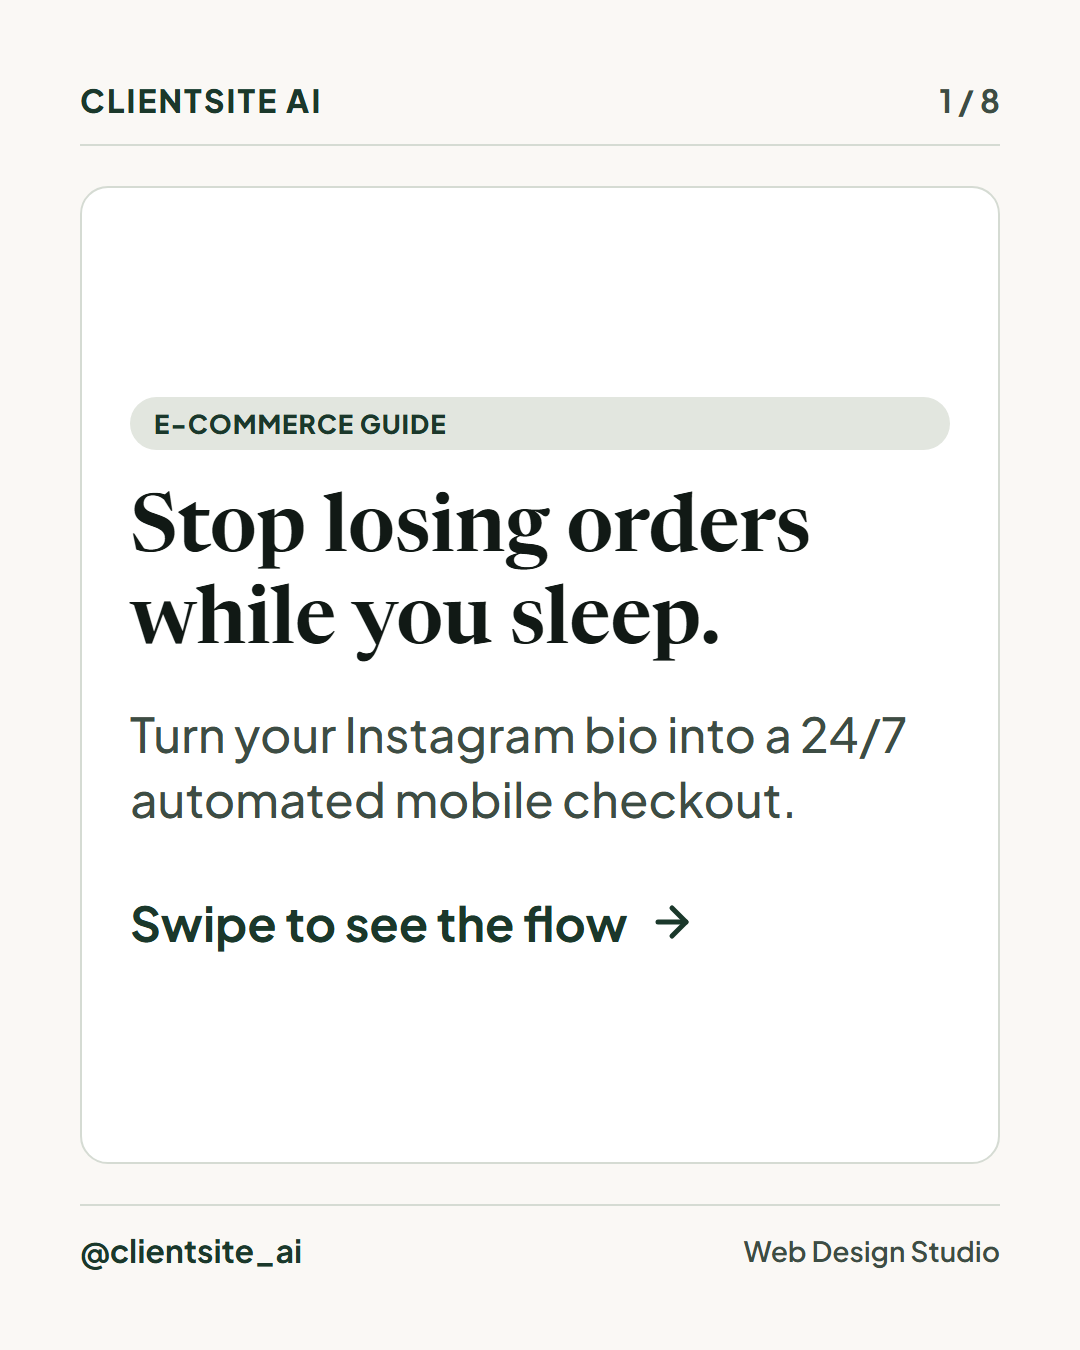 CLIENTSITE AI
1 / 8
E-COMMERCE GUIDE
Stop losing orders
while you sleep.
Turn your Instagram bio into a 24/7
automated mobile checkout.
Swipe to see the flow →
@clientsite_ai
Web Design Studio